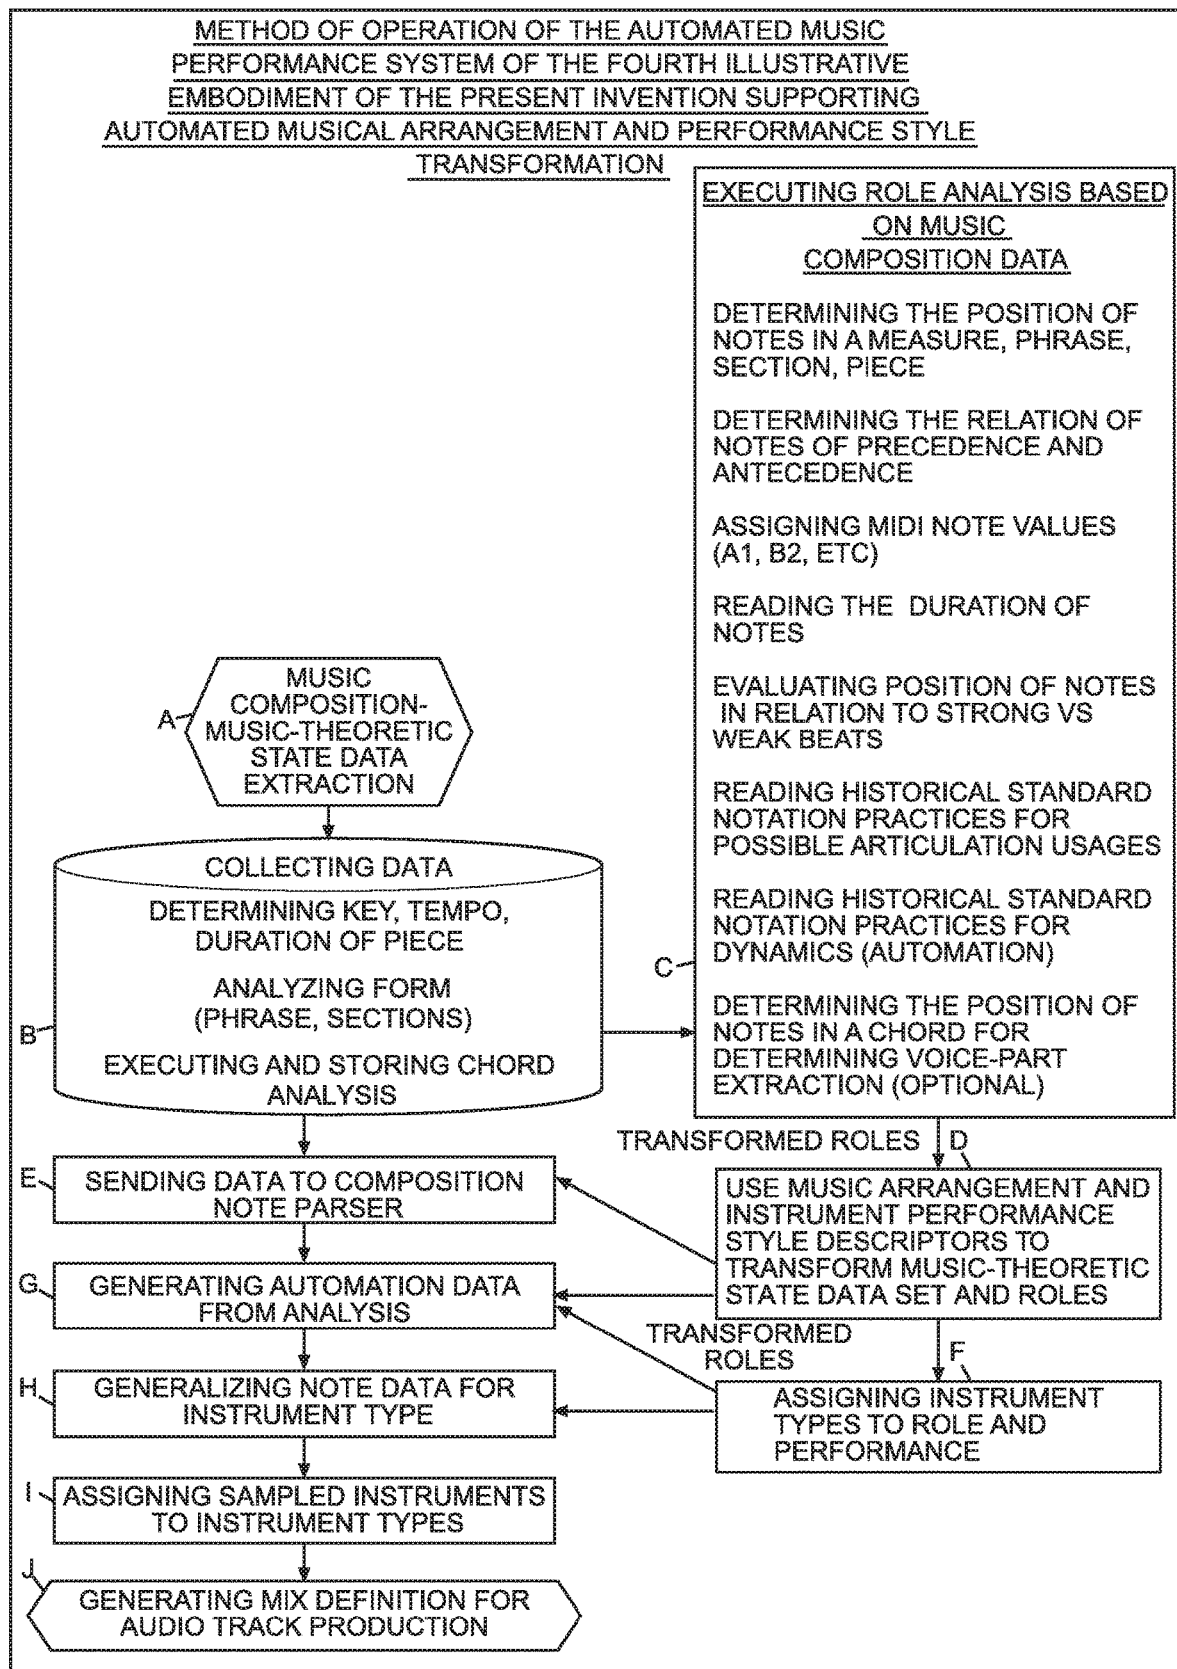 METHOD OF OPERATION OF THE AUTOMATED MUSIC
PERFORMANCE SYSTEM OF THE FOURTH ILLUSTRATIVE
EMBODIMENT OF THE PRESENT INVENTION SUPPORTING
AUTOMATED MUSICAL ARRANGEMENT AND PERFORMANCE STYLE
TRANSFORMATION
EXECUTING ROLE ANALYSIS BASED
ON MUSIC
COMPOSITION DATA
DETERMINING THE POSITION OF
NOTES IN A MEASURE, PHRASE,
SECTION, PIECE
DETERMINING THE RELATION OF
NOTES OF PRECEDENCE AND
ANTECEDENCE
ASSIGNING MIDI NOTE VALUES
(A1, B2, ETC)
READING THE DURATION OF
NOTES
EVALUATING POSITION OF NOTES
IN RELATION TO STRONG VS
WEAK BEATS
READING HISTORICAL STANDARD
NOTATION PRACTICES FOR
POSSIBLE ARTICULATION USAGES
READING HISTORICAL STANDARD
NOTATION PRACTICES FOR
DYNAMICS (AUTOMATION)
C
DETERMINING THE POSITION OF
NOTES IN A CHORD FOR
DETERMINING VOICE-PART
EXTRACTION (OPTIONAL)
A
MUSIC
COMPOSITION-
MUSIC-THEORETIC
STATE DATA
EXTRACTION
COLLECTING DATA
DETERMINING KEY, TEMPO,
DURATION OF PIECE
ANALYZING FORM
(PHRASE, SECTIONS)
B
EXECUTING AND STORING CHORD
ANALYSIS
TRANSFORMED ROLES
D
E
SENDING DATA TO COMPOSITION
NOTE PARSER
USE MUSIC ARRANGEMENT AND
INSTRUMENT PERFORMANCE
STYLE DESCRIPTORS TO
TRANSFORM MUSIC-THEORETIC
STATE DATA SET AND ROLES
G
GENERATING AUTOMATION DATA
FROM ANALYSIS
TRANSFORMED
ROLES
F
H
GENERALIZING NOTE DATA FOR
INSTRUMENT TYPE
ASSIGNING INSTRUMENT
TYPES TO ROLE AND
PERFORMANCE
I
ASSIGNING SAMPLED INSTRUMENTS
TO INSTRUMENT TYPES
J
GENERATING MIX DEFINITION FOR
AUDIO TRACK PRODUCTION